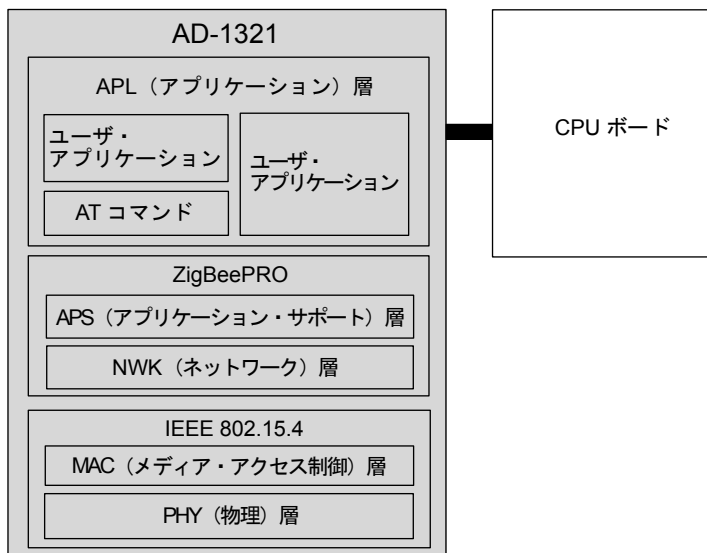 AD-1321
APL（アプリケーション）層
ユーザ・
アプリケーション
AT コマンド
ユーザ・
アプリケーション
ZigBeePRO
APS（アプリケーション・サポート）層
NWK（ネットワーク）層
IEEE 802.15.4
MAC（メディア・アクセス制御）層
PHY（物理）層
CPU ボード